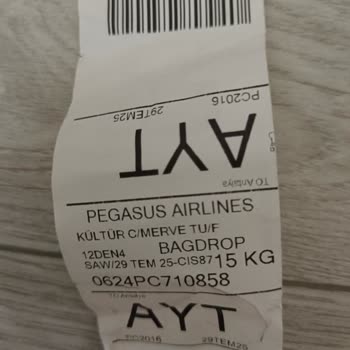 PC2016
29TEM25
AYT
TO Antalya
PEGASUS AIRLINES
KÜLTÜR C/MERVE TU/F
12DEN4 BAGDROP
SAW/29 TEM 25-CIS87 15 KG
0624PC710858
TO Antalya
AYT
PC2016 29TEM25